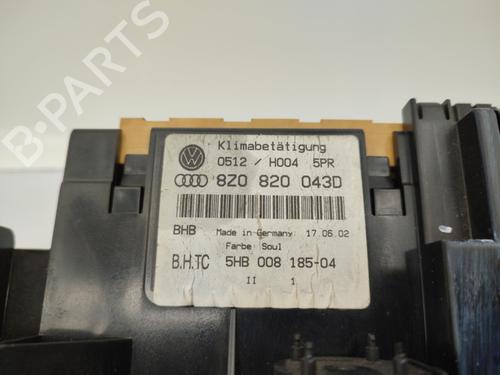 B-PARTS
Klimabetätigung
0512 / H004 5PR
8Z0 820 043D
BHB Made in Germany 17.06.02
Farbe Soul
B.H.TC 5HB 008 185-04
II 1